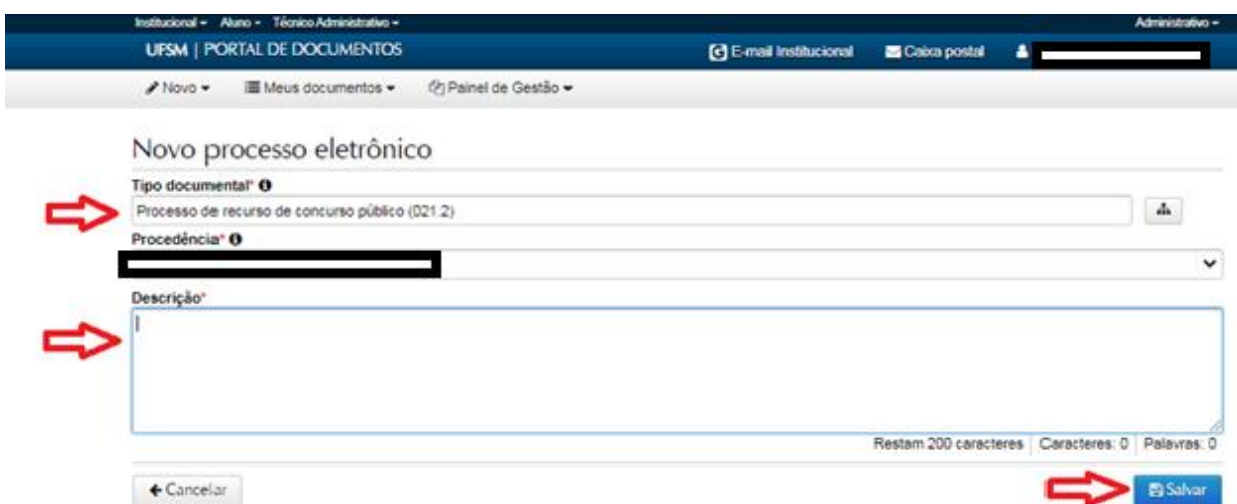 Institucional Aluno Técnico Administrativo Administrativo
UFSM | PORTAL DE DOCUMENTOS E-mail Institucional Caixa postal
Novo Meus documentos Painel de Gestão
Novo processo eletrônico
Tipo documental*
Processo de recurso de concurso público (021.2)
Procedência*
Descrição*
Restam 200 caracteres Caracteres: 0 Palavras: 0
Cancelar Salvar